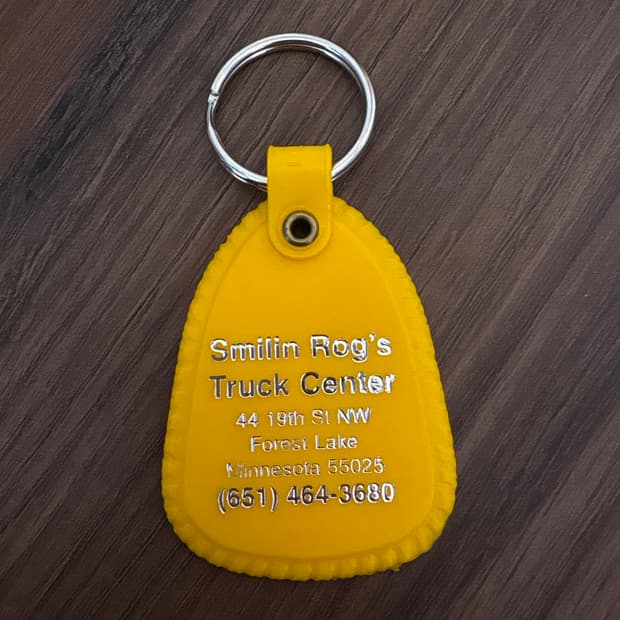 Smilin Rog's
Truck Center
44 19th St NW
Forest Lake
Minnesota 55025
(651) 464-3680